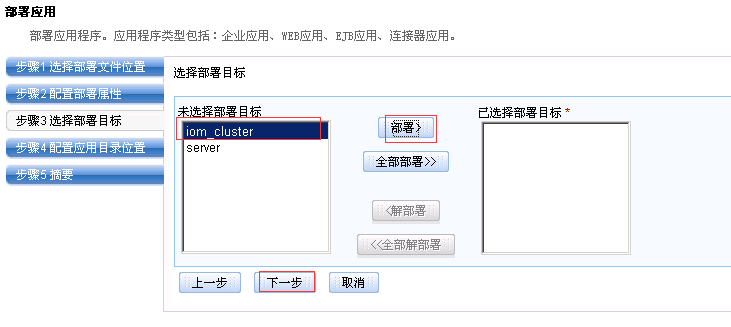 部署应用
部署应用程序。应用程序类型包括：企业应用、WEB应用、EJB应用、连接器应用。
步骤1 选择部署文件位置
步骤2 配置部署属性
步骤3 选择部署目标
步骤4 配置应用目录位置
步骤5 摘要
选择部署目标
未选择部署目标
iom_cluster
server
部署>
全部部署>>
<解部署
<<全部解部署
已选择部署目标 *
上一步
下一步
取消